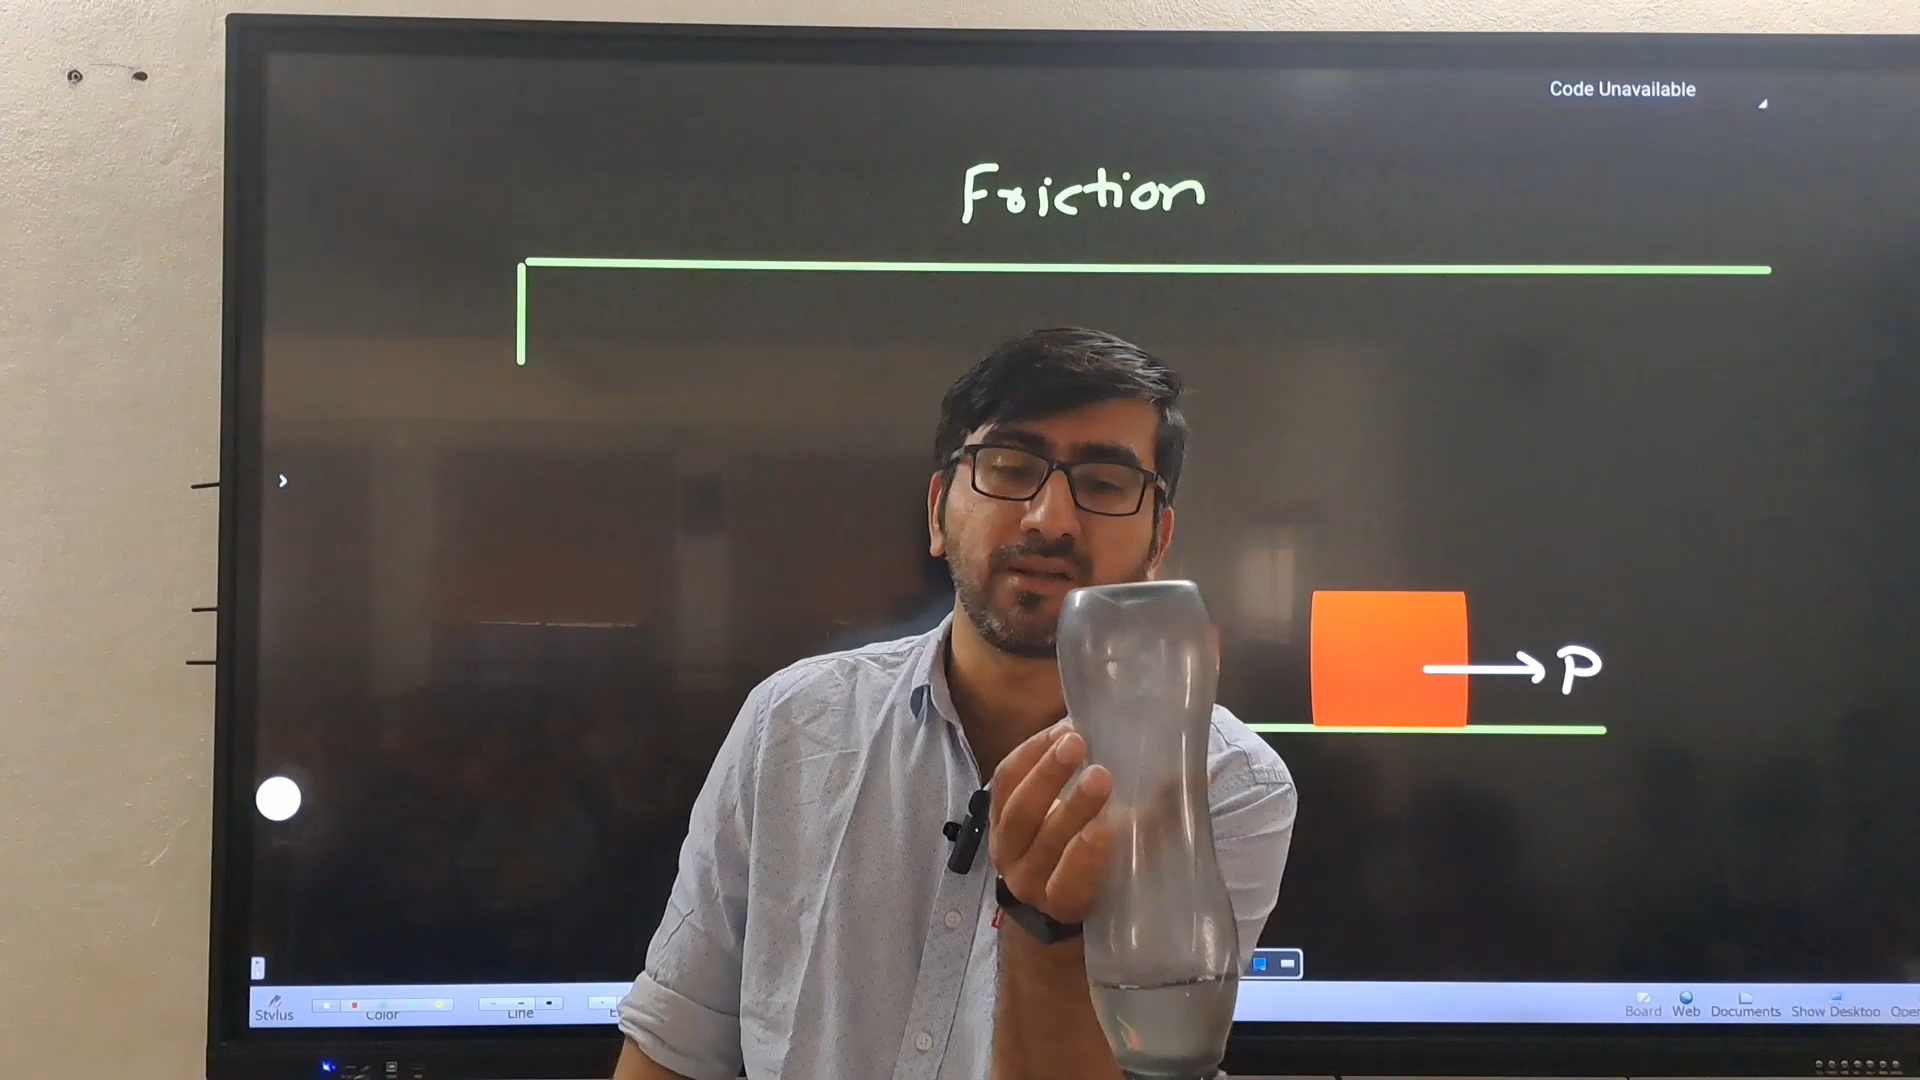 Code Unavailable
Friction
P
Stylus
Color
Line
Board
Web
Documents
Show Desktop